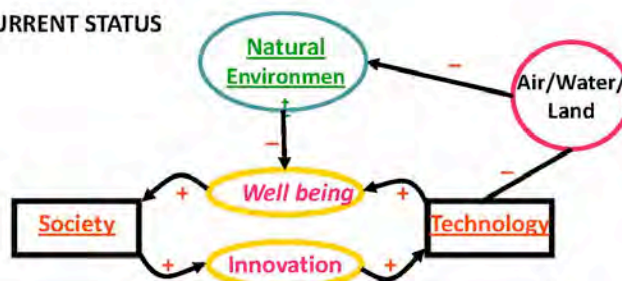 URRENT STATUS
Natural
Environmen
t
−
Air/Water/
Land
−
−
+
Well being
+
Society
Technology
+
Innovation
+